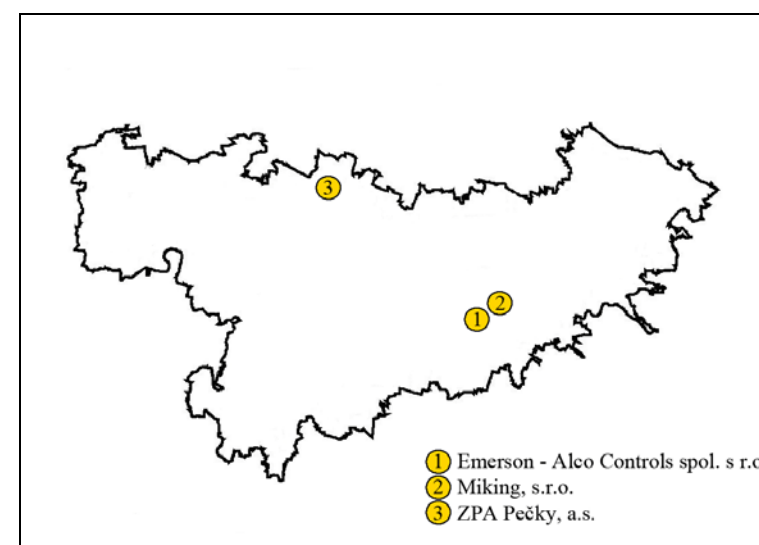 3
2
1
1 Emerson - Alco Controls spol. s r.o
2 Miking, s.r.o.
3 ZPA Pečky, a.s.